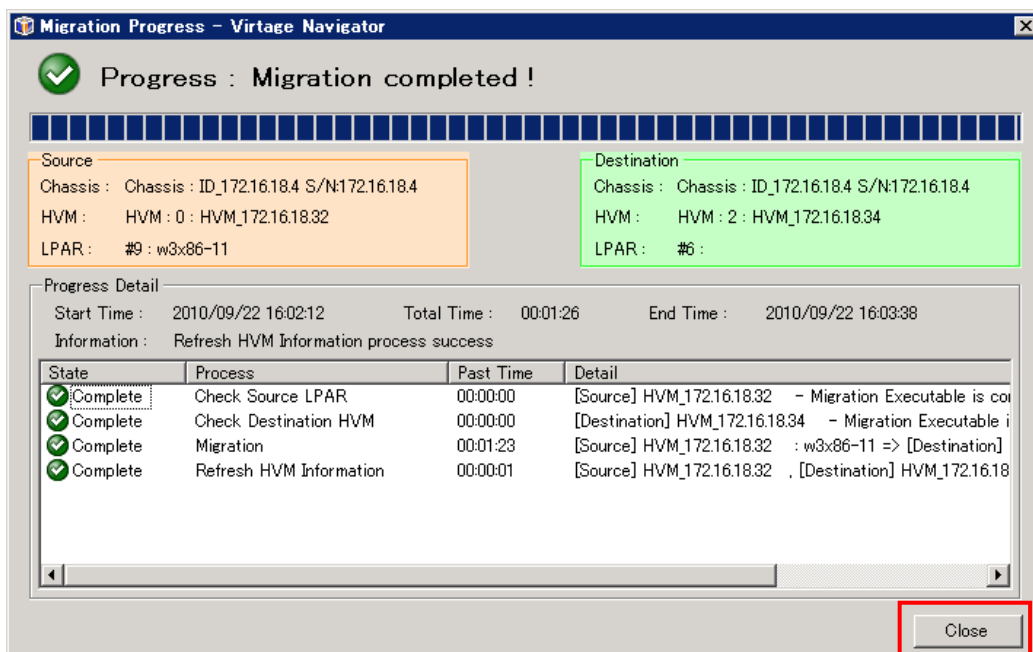 Migration Progress - Virtage Navigator
Progress : Migration completed !
Source
Chassis : Chassis : ID_172.16.18.4 S/N:172.16.18.4
HVM : HVM : 0 : HVM_172.16.18.32
LPAR : #9 : w3x86-11
Destination
Chassis : Chassis : ID_172.16.18.4 S/N:172.16.18.4
HVM : HVM : 2 : HVM_172.16.18.34
LPAR : #6 :
Progress Detail
Start Time : 2010/09/22 16:02:12 Total Time : 00:01:26 End Time : 2010/09/22 16:03:38
Information : Refresh HVM Information process success
State Process Past Time Detail
Complete Check Source LPAR 00:00:00 [Source] HVM_172.16.18.32 - Migration Executable is
Complete Check Destination HVM 00:00:00 [Destination] HVM_172.16.18.34 - Migration Executable i
Complete Migration 00:01:23 [Source] HVM_172.16.18.32 : w3x86-11 => [Destination]
Complete Refresh HVM Information 00:00:01 [Source] HVM_172.16.18.32 , [Destination] HVM_172.16.18
Close